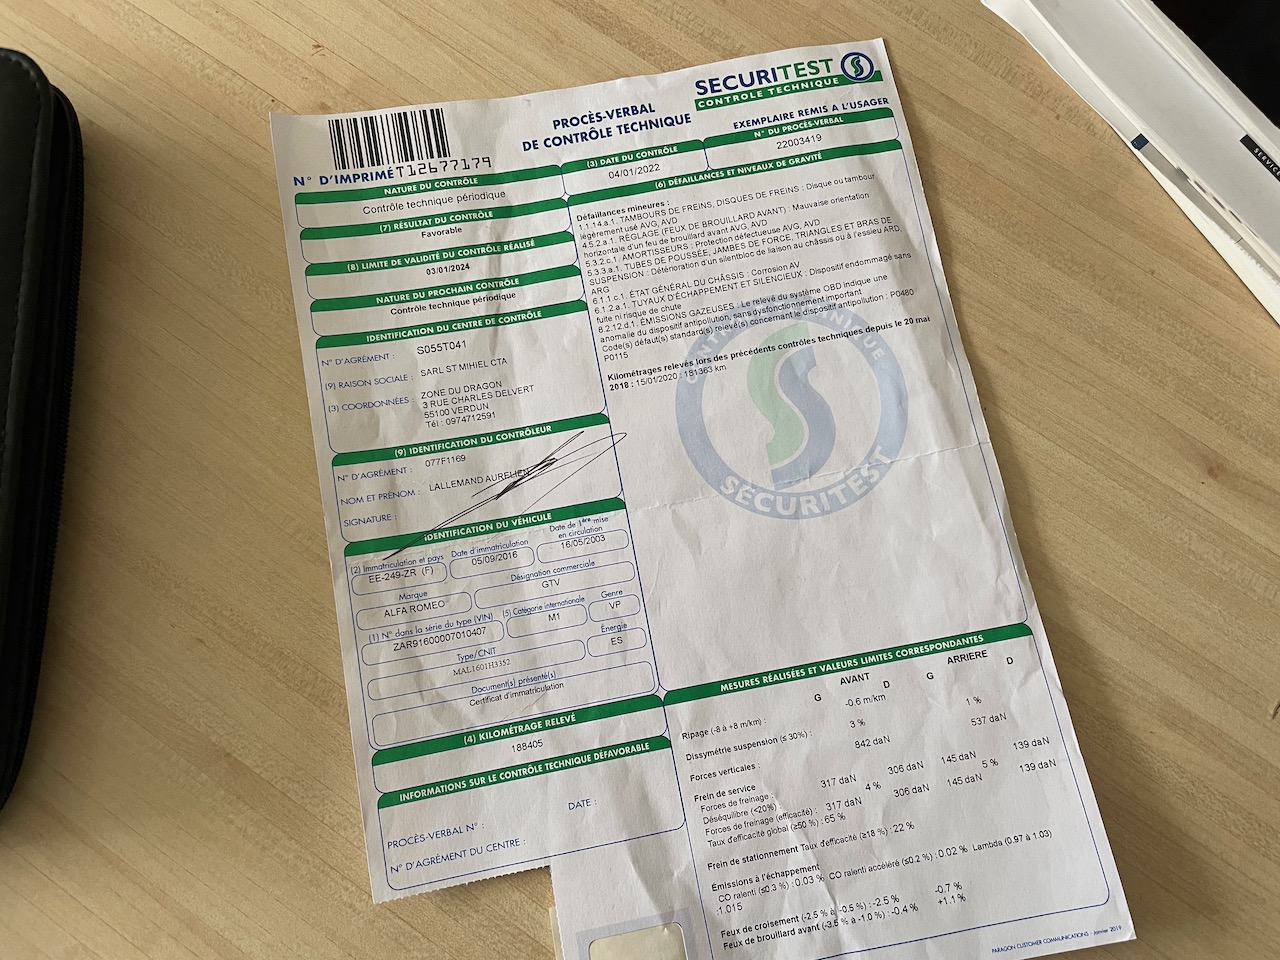 SECURITEST
CONTROLE TECHNIQUE
PROCÈS-VERBAL
DE CONTRÔLE TECHNIQUE
EXEMPLAIRE REMIS A L'USAGER
N° D'IMPRIMÉ T12677179
NATURE DU CONTRÔLE
Contrôle technique périodique
(3) DATE DU CONTRÔLE
04/01/2022
N° DU PROCÈS-VERBAL
22003419
(7) RÉSULTAT DU CONTRÔLE
Favorable
(8) LIMITE DE VALIDITÉ DU CONTRÔLE RÉALISÉ
03/01/2024
NATURE DU PROCHAIN CONTRÔLE
Contrôle technique périodique
IDENTIFICATION DU CENTRE DE CONTRÔLE
N° D'AGRÉMENT : S055T041
(9) RAISON SOCIALE : SARL ST MIHIEL CTA
(3) COORDONNÉES : ZONE DU DRAGON
3 RUE CHARLES DELVERT
55100 VERDUN
Tél : 0974712591
(9) IDENTIFICATION DU CONTRÔLEUR
N° D'AGRÉMENT : 077F1169
NOM ET PRÉNOM : LALLEMAND AURELIEN
SIGNATURE :
IDENTIFICATION DU VÉHICULE
(2) Immatriculation et pays
EE-249-ZR (F)
Date d'immatriculation
05/09/2016
Date de 1ère mise
en circulation
16/05/2003
Marque
ALFA ROMEO
Désignation commerciale
GTV
(1) N° dans la série du type (VIN)
ZAR91600007010407
(5) Catégorie internationale
M1
Genre
VP
Type/CNIT
MAL1601H3352
Énergie
ES
Document(s) présenté(s)
Certificat d'immatriculation
(4) KILOMÉTRAGE RELEVÉ
188405
INFORMATIONS SUR LE CONTRÔLE TECHNIQUE DÉFAVORABLE
DATE :
PROCÈS-VERBAL N° :
N° D'AGRÉMENT DU CENTRE :
(6) DÉFAILLANCES ET NIVEAUX DE GRAVITÉ
Défaillances mineures :
1.1.14.a.1. TAMBOURS DE FREINS, DISQUES DE FREINS : Disque ou tambour
légèrement usé AVG, AVD
4.5.2.a.1. RÉGLAGE (FEUX DE BROUILLARD AVANT) : Mauvaise orientation
horizontale d'un feu de brouillard avant AVG, AVD
5.3.2.c.1. AMORTISSEURS : Protection défectueuse AVG, AVD
5.3.3.a.1. TUBES DE POUSSÉE, JAMBES DE FORCE, TRIANGLES ET BRAS DE
SUSPENSION : Détérioration d'un silentbloc de liaison au châssis ou à l'essieu ARD,
ARG
6.1.1.c.1. ÉTAT GÉNÉRAL DU CHÂSSIS : Corrosion AV
6.1.2.a.1. TUYAUX D'ÉCHAPPEMENT ET SILENCIEUX : Dispositif endommagé sans
fuite ni risque de chute
8.2.12.d.1. ÉMISSIONS GAZEUSES : Le relevé du système OBD indique une
anomalie du dispositif antipollution, sans dysfonctionnement important
Code(s) défaut(s) standard(s) relevé(s) concernant le dispositif antipollution : P0480
P0115
Kilométrages relevés lors des précédents contrôles techniques depuis le 20 mai
2018 : 15/01/2020 : 181363 km
SÉCURITEST
MESURES RÉALISÉES ET VALEURS LIMITES CORRESPONDANTES
AVANT ARRIERE
G D G D
Ripage (-8 à +8 m/km) : -0,6 m/km
Dissymétrie suspension (≤ 30%) : 3 % 1 %
Forces verticales : 842 daN 537 daN
Frein de service
Forces de freinage : 317 daN 306 daN 145 daN 139 daN
Déséquilibre (<20%) : 4 % 5 %
Forces de freinage (efficacité) : 317 daN 306 daN 145 daN 139 daN
Taux d'efficacité global (≥50 %) : 65 %
Frein de stationnement Taux d'efficacité (≥18 %) : 22 %
Emissions à l'échappement
CO ralenti (≤0.3 %) : 0.03 % CO ralenti accéléré (≤0.2 %) : 0.02 % Lambda (0.97 à 1.03)
:1.015
Feux de croisement (-2.5 % à -0.5 %) : -2.5 % -0.7 %
Feux de brouillard avant (-3.5 % à -1.0 %) : -0.4 % +1.1 %
PARAGON CUSTOMER COMMUNICATIONS - Janvier 2019